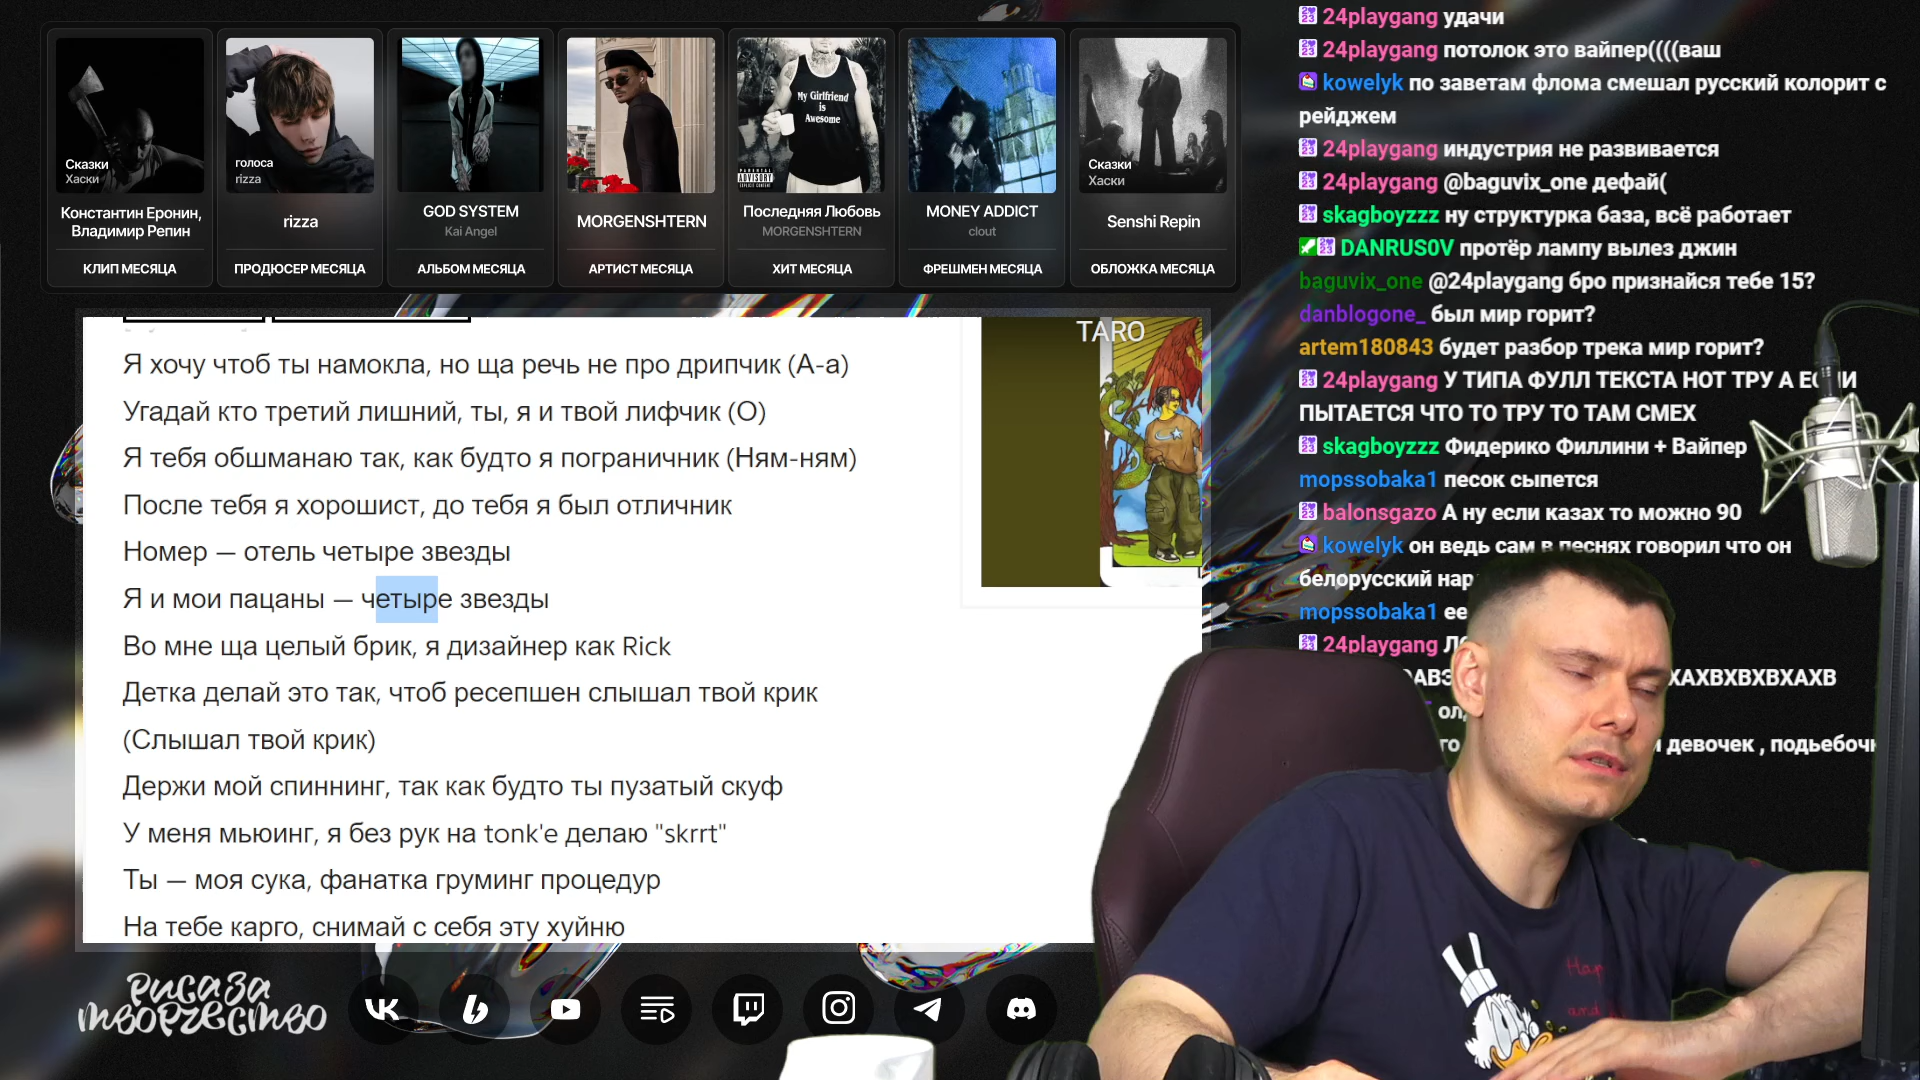 Сказки
Хаски
Константин Еронин,
Владимир Репин
КЛИП МЕСЯЦА
голоса
rizza
rizza
ПРОДЮСЕР МЕСЯЦА
GOD SYSTEM
Kai Angel
АЛЬБОМ МЕСЯЦА
MORGENSHTERN
АРТИСТ МЕСЯЦА
My Girlfriend
is
Awesome
PARENTAL
ADVISORY
Последняя Любовь
MORGENSHTERN
ХИТ МЕСЯЦА
MONEY ADDICT
clout
ФРЕШМЕН МЕСЯЦА
Сказки
Хаски
Senshi Repin
ОБЛОЖКА МЕСЯЦА
Я хочу чтоб ты намокла, но ща речь не про дрипчик (А-а)
Угадай кто третий лишний, ты, я и твой лифчик (О)
Я тебя обшманаю так, как будто я пограничник (Ням-ням)
После тебя я хорошист, до тебя я был отличник
Номер — отель четыре звезды
Я и мои пацаны — четыре звезды
Во мне ща целый брик, я дизайнер как Rick
Детка делай это так, чтоб ресепшен слышал твой крик
(Слышал твой крик)
Держи мой спиннинг, так как будто ты пузатый скуф
У меня мьюинг, я без рук на tonk'e делаю "skrrt"
Ты — моя сука, фанатка груминг процедур
На тебе карго, снимай с себя эту хуйню
TARO
24playgang удачи
24playgang потолок это вайпер((((ваш
kowelyk по заветам флома смешал русский колорит с
рейджем
24playgang индустрия не развивается
24playgang @baguvix_one дефай(
skagboyzzz ну структурка база, всё работает
DANRUS0V протёр лампу вылез джин
baguvix_one @24playgang бро признайся тебе 15?
danblogone_ был мир горит?
artem180843 будет разбор трека мир горит?
24playgang У ТИПА ФУЛЛ ТЕКСТА НОТ ТРУ А ЕСЛИ
ПЫТАЕТСЯ ЧТО ТО ТРУ ТО ТАМ СМЕХ
skagboyzzz Фидерико Филлини + Вайпер
mopssobaka1 песок сыпется
balonsgazo А ну если казах то можно 90
kowelyk он ведь сам в песнях говорил что он
белорусский нар
mopssobaka1 ее
24playgang
ХАХВХВХВХАХВ
девочек , подьебочк
рисаза
творчество